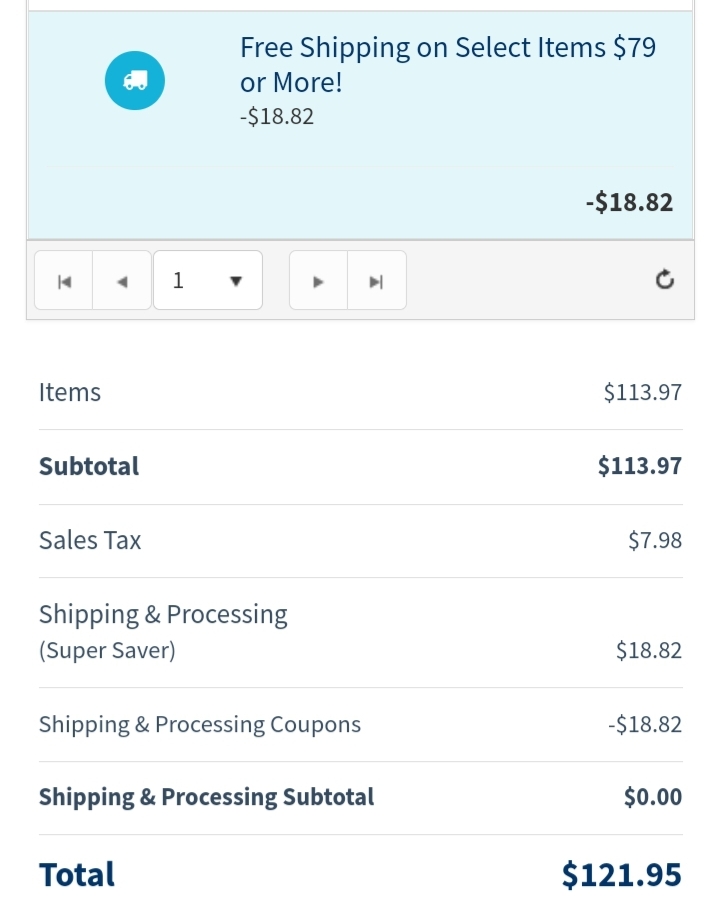 Free Shipping on Select Items $79
or More!
-$18.82
-$18.82
1
Items $113.97
Subtotal $113.97
Sales Tax $7.98
Shipping & Processing
(Super Saver) $18.82
Shipping & Processing Coupons -$18.82
Shipping & Processing Subtotal $0.00
Total $121.95